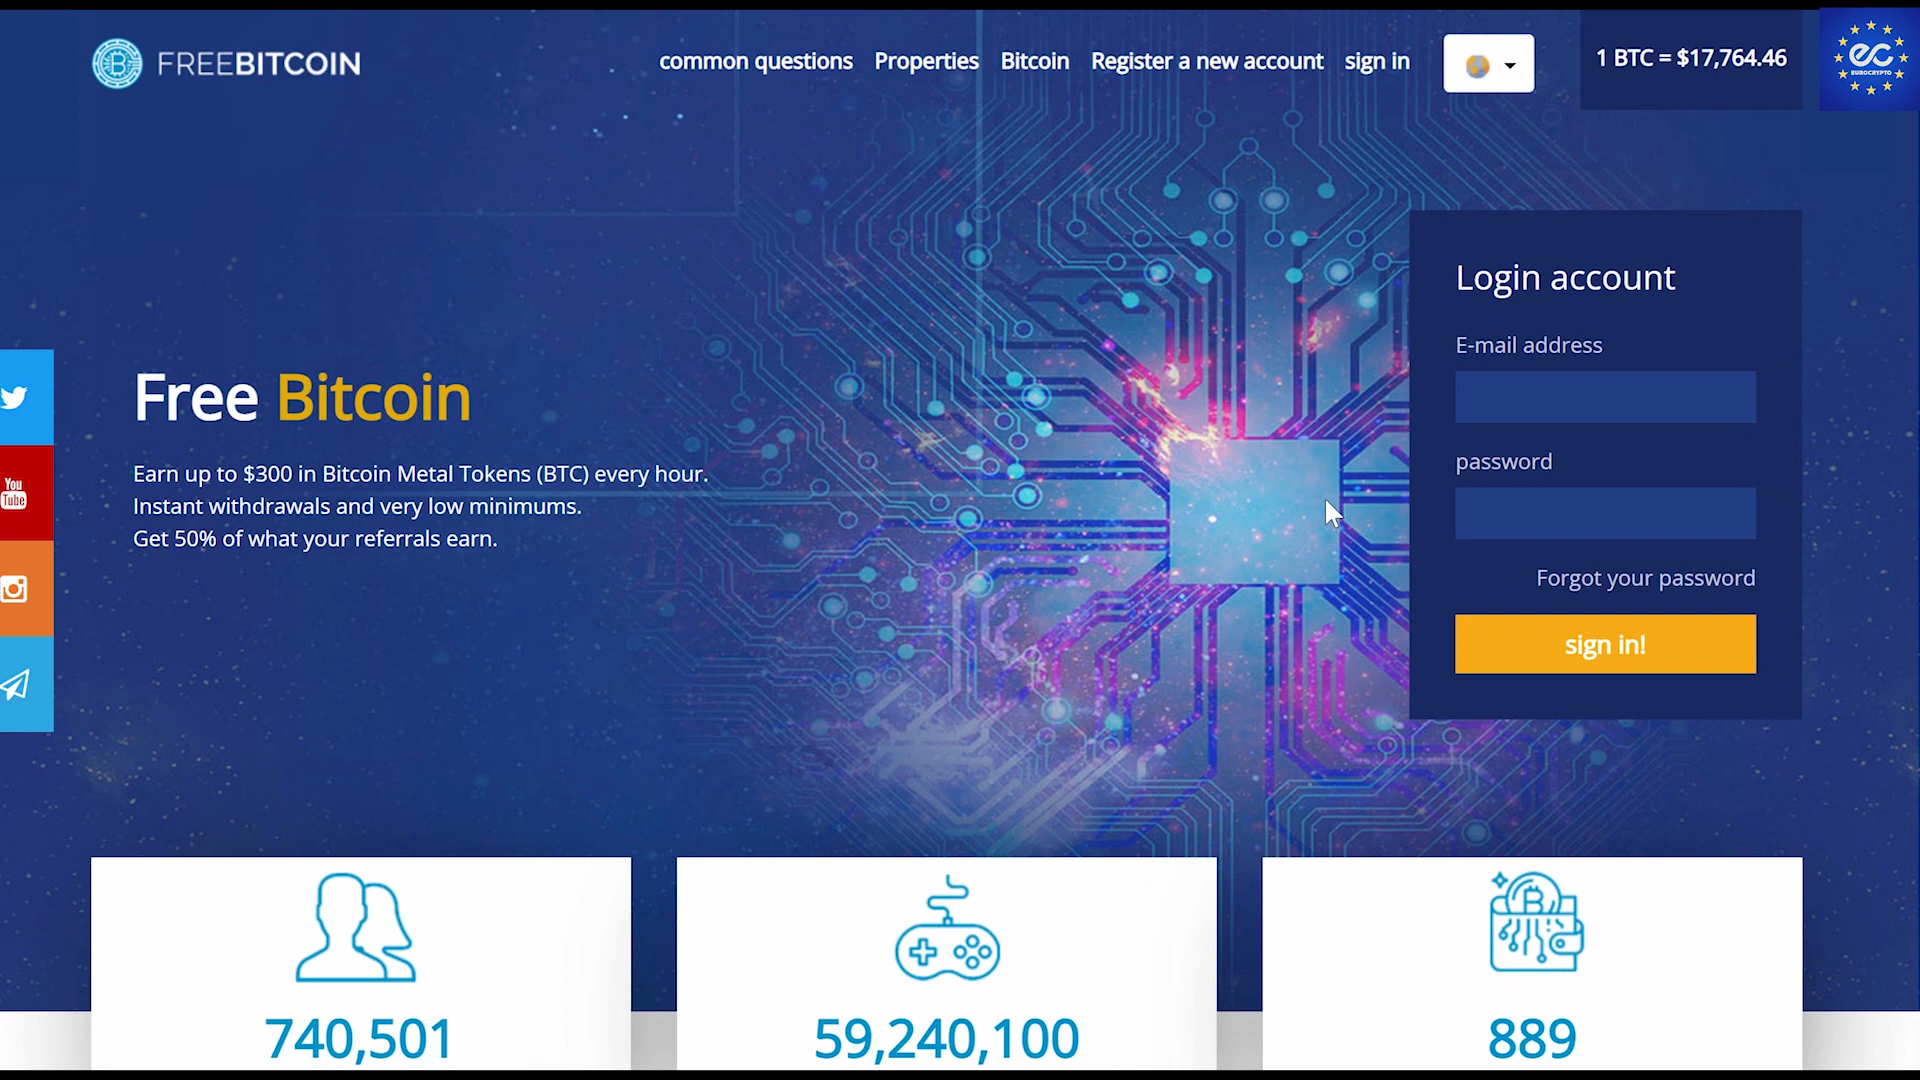 FREEBITCOIN
common questions
Properties
Bitcoin
Register a new account
sign in
1 BTC = $17,764.46
ec
EUROCRYPTO
Login account
E-mail address
password
Forgot your password
sign in!
Free Bitcoin
Earn up to $300 in Bitcoin Metal Tokens (BTC) every hour.
Instant withdrawals and very low minimums.
Get 50% of what your referrals earn.
You
Tube
740,501
59,240,100
889